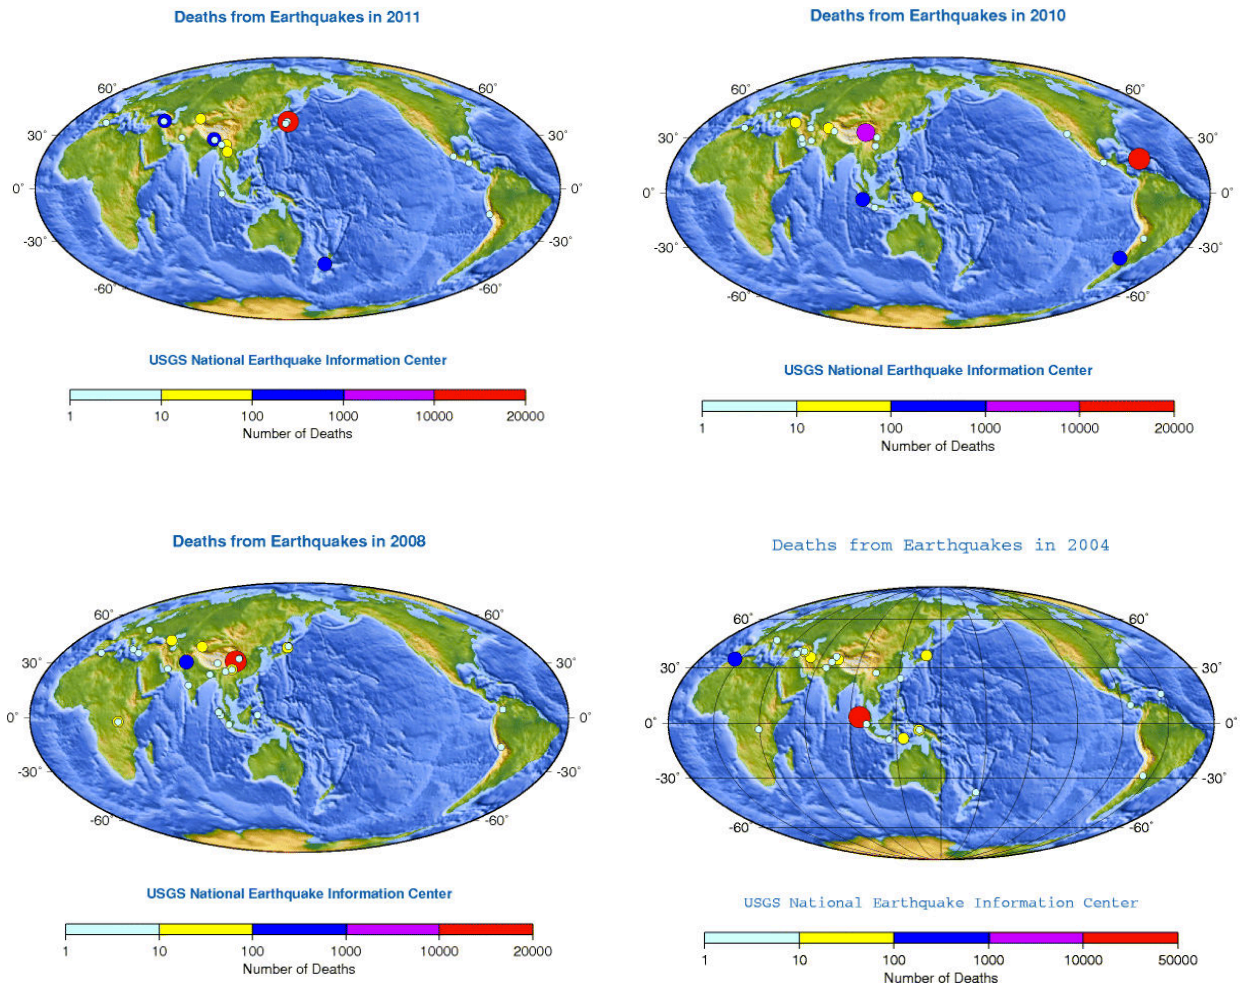 Deaths from Earthquakes in 2011
60˚ 60˚
30˚ 30˚
0˚ 0˚
-30˚ -30˚
-60˚ -60˚
USGS National Earthquake Information Center
1 10 100 1000 10000 20000
Number of Deaths
Deaths from Earthquakes in 2010
60˚ 60˚
30˚ 30˚
0˚ 0˚
-30˚ -30˚
-60˚ -60˚
USGS National Earthquake Information Center
1 10 100 1000 10000 20000
Number of Deaths
Deaths from Earthquakes in 2008
60˚ 60˚
30˚ 30˚
0˚ 0˚
-30˚ -30˚
-60˚ -60˚
USGS National Earthquake Information Center
1 10 100 1000 10000 20000
Number of Deaths
Deaths from Earthquakes in 2004
60˚ 60˚
30˚ 30˚
0˚ 0˚
-30˚ -30˚
-60˚ -60˚
USGS National Earthquake Information Center
1 10 100 1000 10000 50000
Number of Deaths